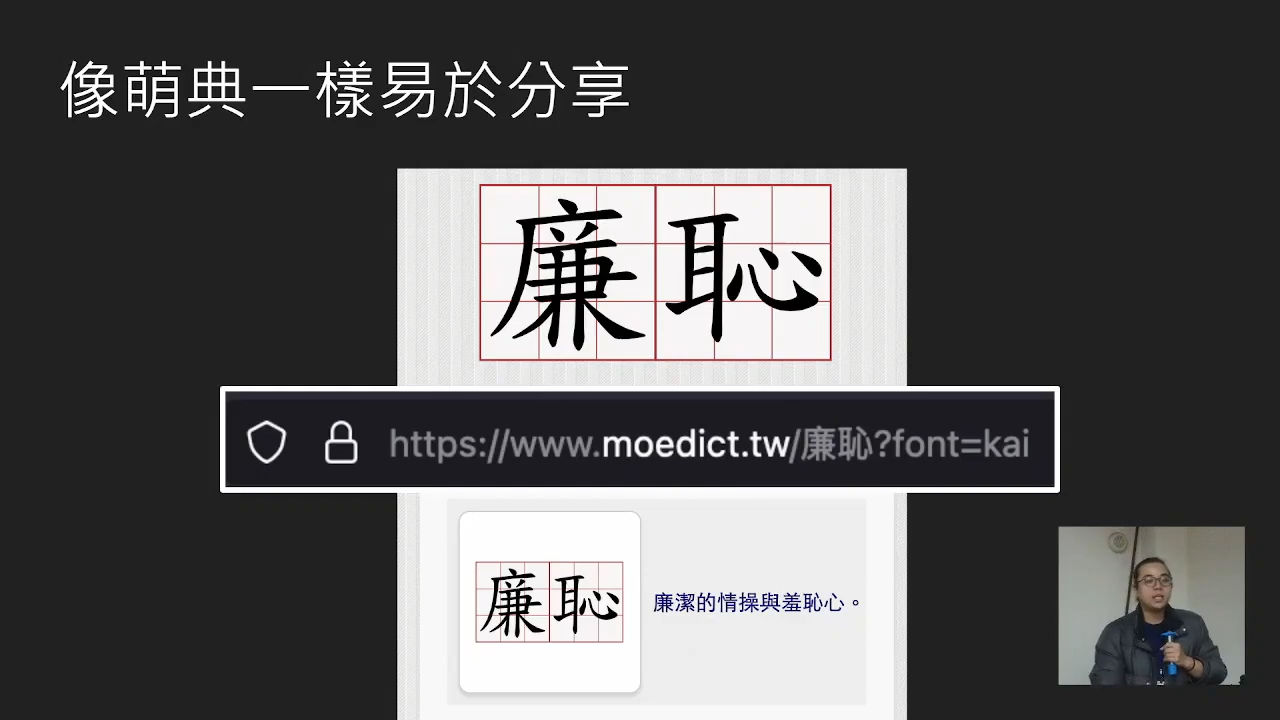 像萌典一樣易於分享
廉恥
https://www.moedict.tw/廉恥?font=kai
廉恥
廉潔的情操與羞恥心。